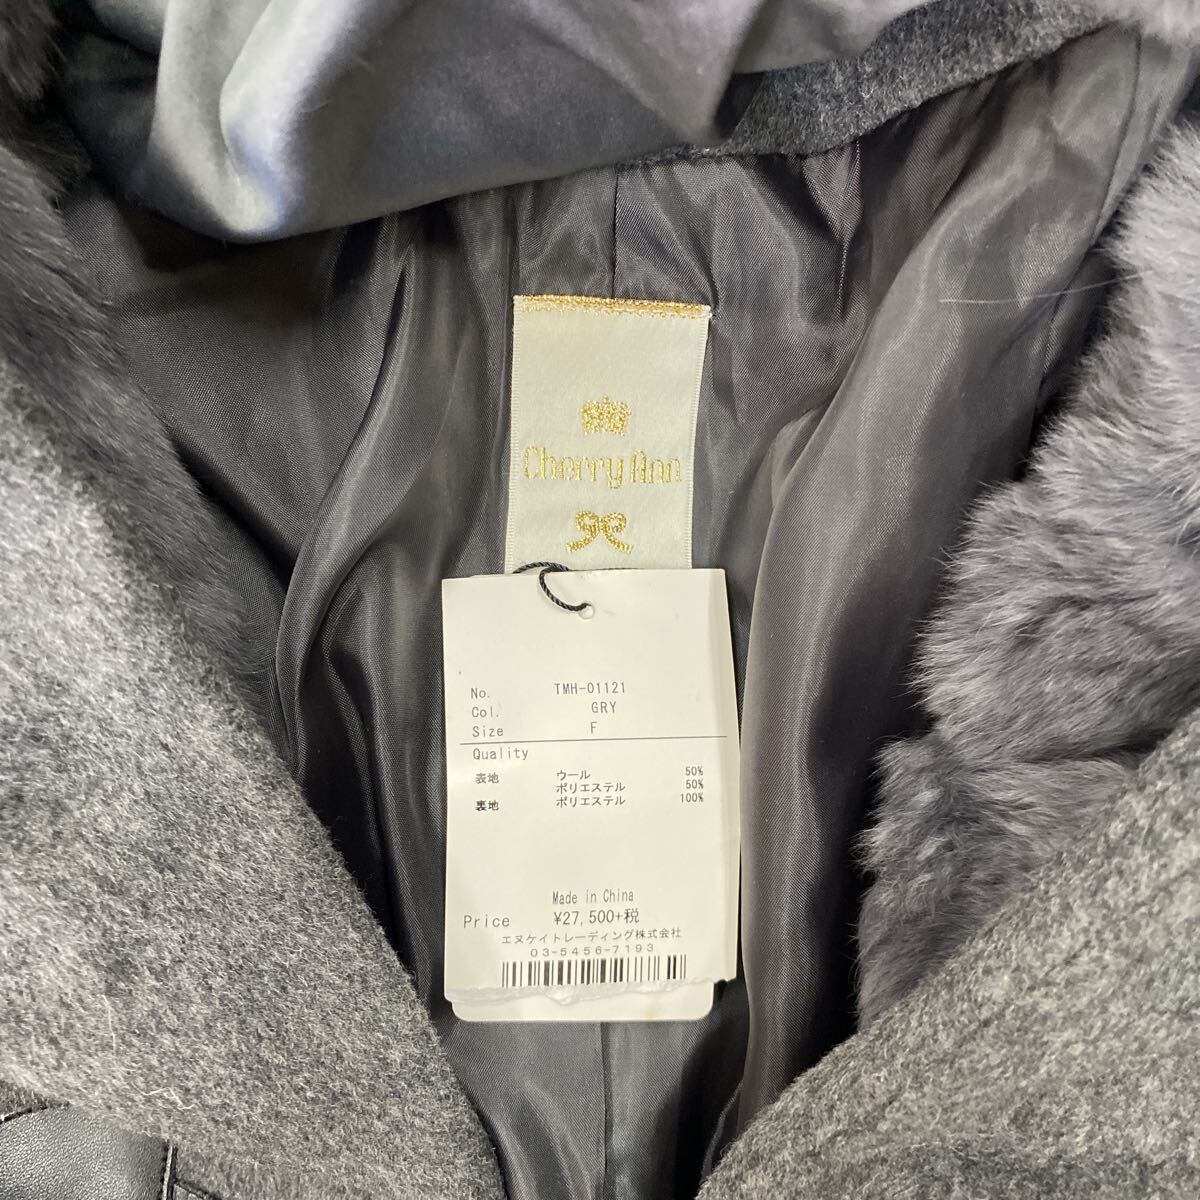 Cherry Ann
No. TMH-01121
Col. GRY
Size F
Quality
表地 ウール 50%
ポリエステル 50%
裏地 ポリエステル 100%
Made in China
Price ¥27,500+税
エヌケイトレーディング株式会社
03-5456-7193